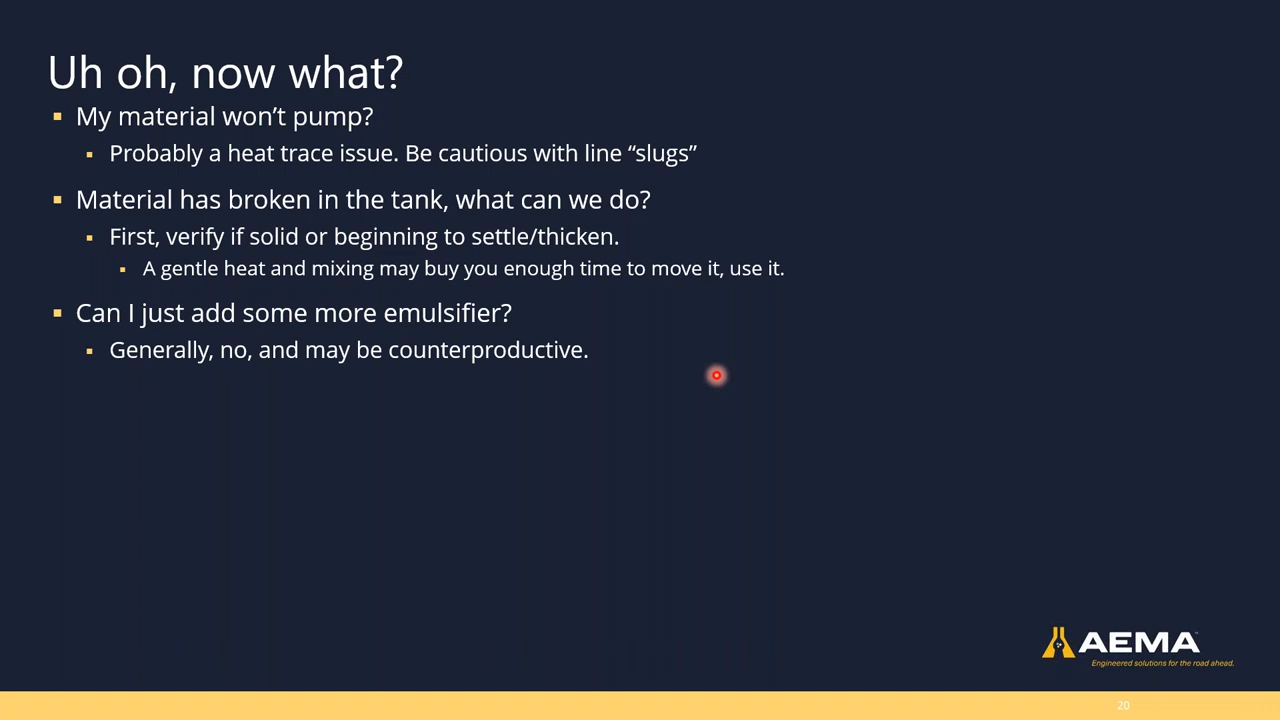 Uh oh, now what?
My material won’t pump?
Probably a heat trace issue. Be cautious with line “slugs”
Material has broken in the tank, what can we do?
First, verify if solid or beginning to settle/thicken.
A gentle heat and mixing may buy you enough time to move it, use it.
Can I just add some more emulsifier?
Generally, no, and may be counterproductive.
AEMA
Engineered solutions for the road ahead.
20